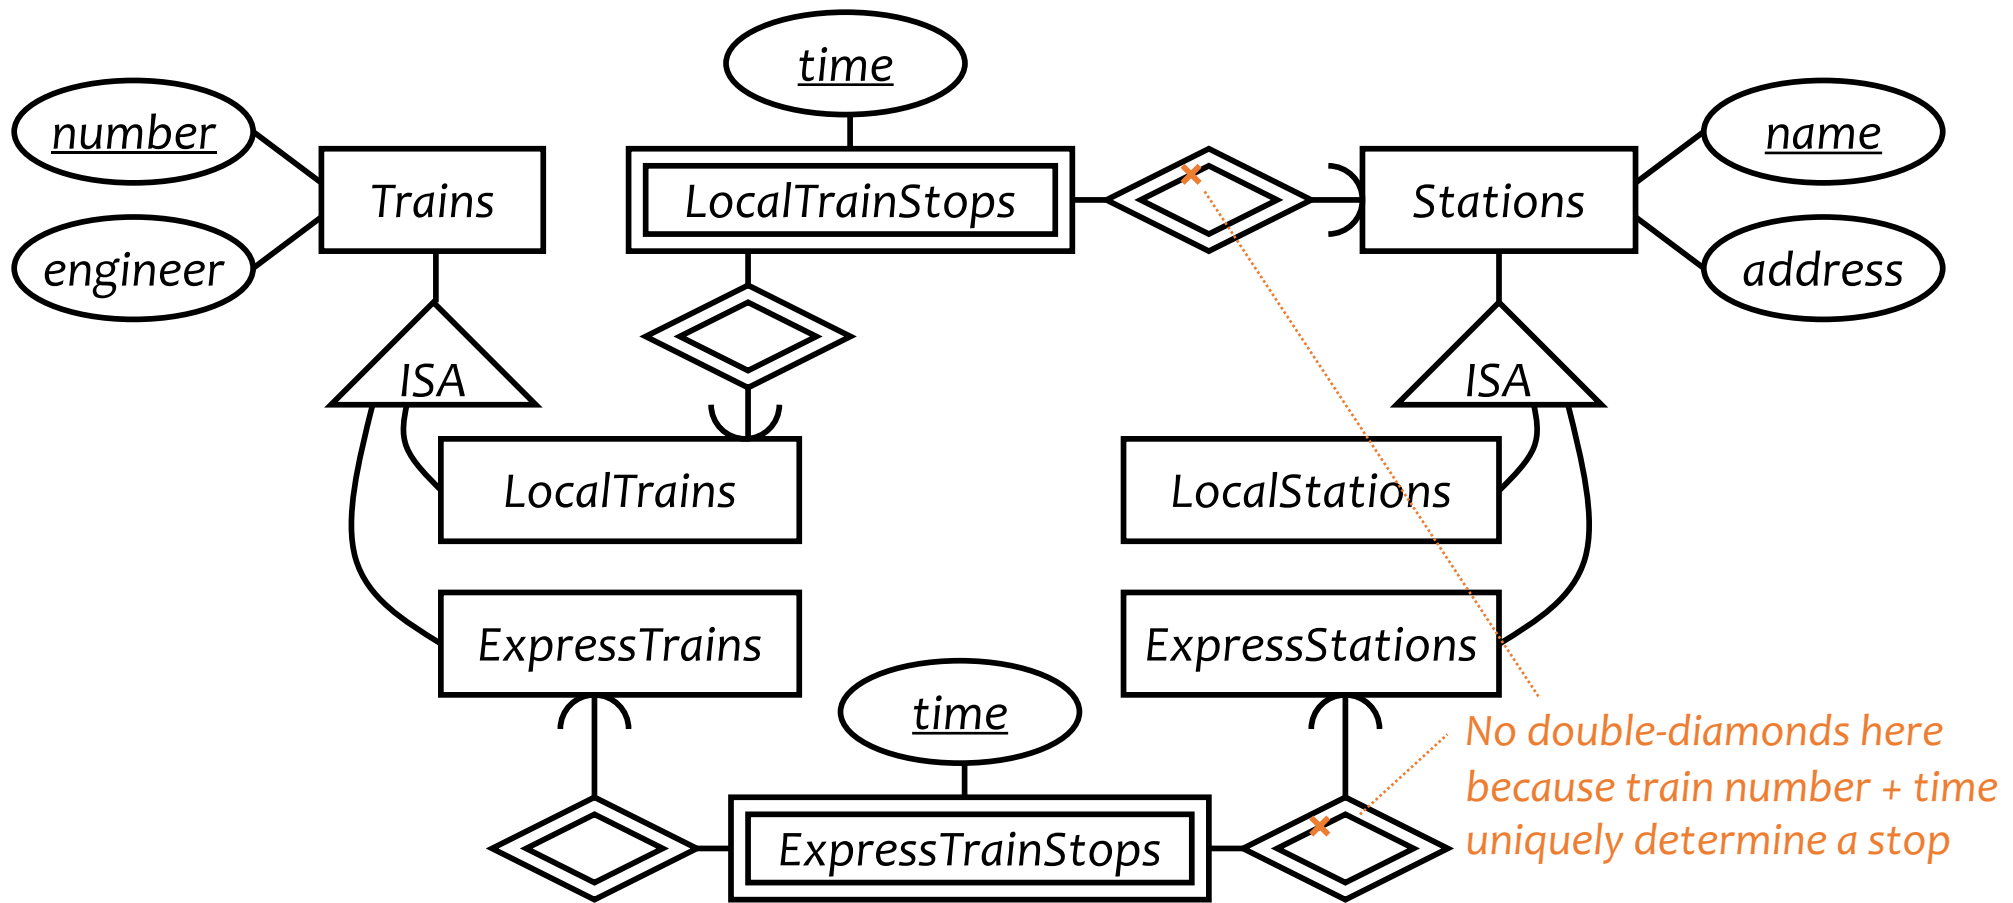 time
number
name
Trains
LocalTrainStops
Stations
engineer
address
ISA
ISA
LocalTrains
LocalStations
ExpressTrains
ExpressStations
time
No double-diamonds here
because train number + time
uniquely determine a stop
ExpressTrainStops